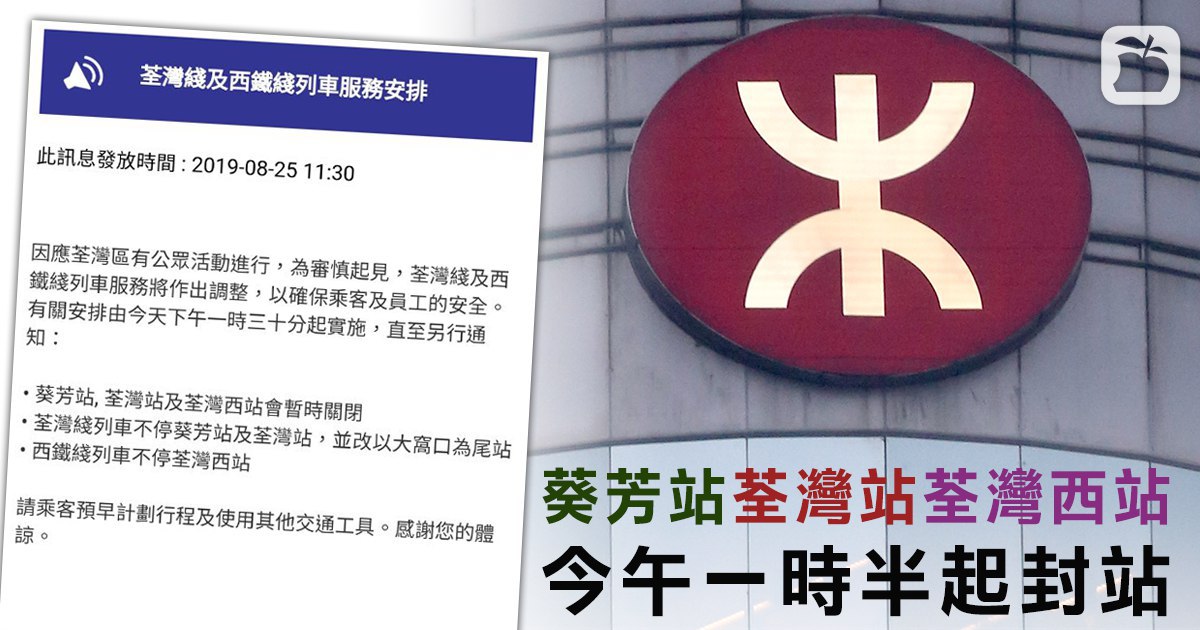 荃灣綫及西鐵綫列車服務安排
此訊息發放時間 : 2019-08-25 11:30
因應荃灣區有公眾活動進行，為審慎起見，荃灣綫及西
鐵綫列車服務將作出調整，以確保乘客及員工的安全。
有關安排由今天下午一時三十分起實施，直至另行通
知：
• 葵芳站, 荃灣站及荃灣西站會暫時關閉
• 荃灣綫列車不停葵芳站及荃灣站，並改以大窩口為尾站
• 西鐵綫列車不停荃灣西站
請乘客預早計劃行程及使用其他交通工具。感謝您的體
諒。
葵芳站荃灣站荃灣西站
今午一時半起封站